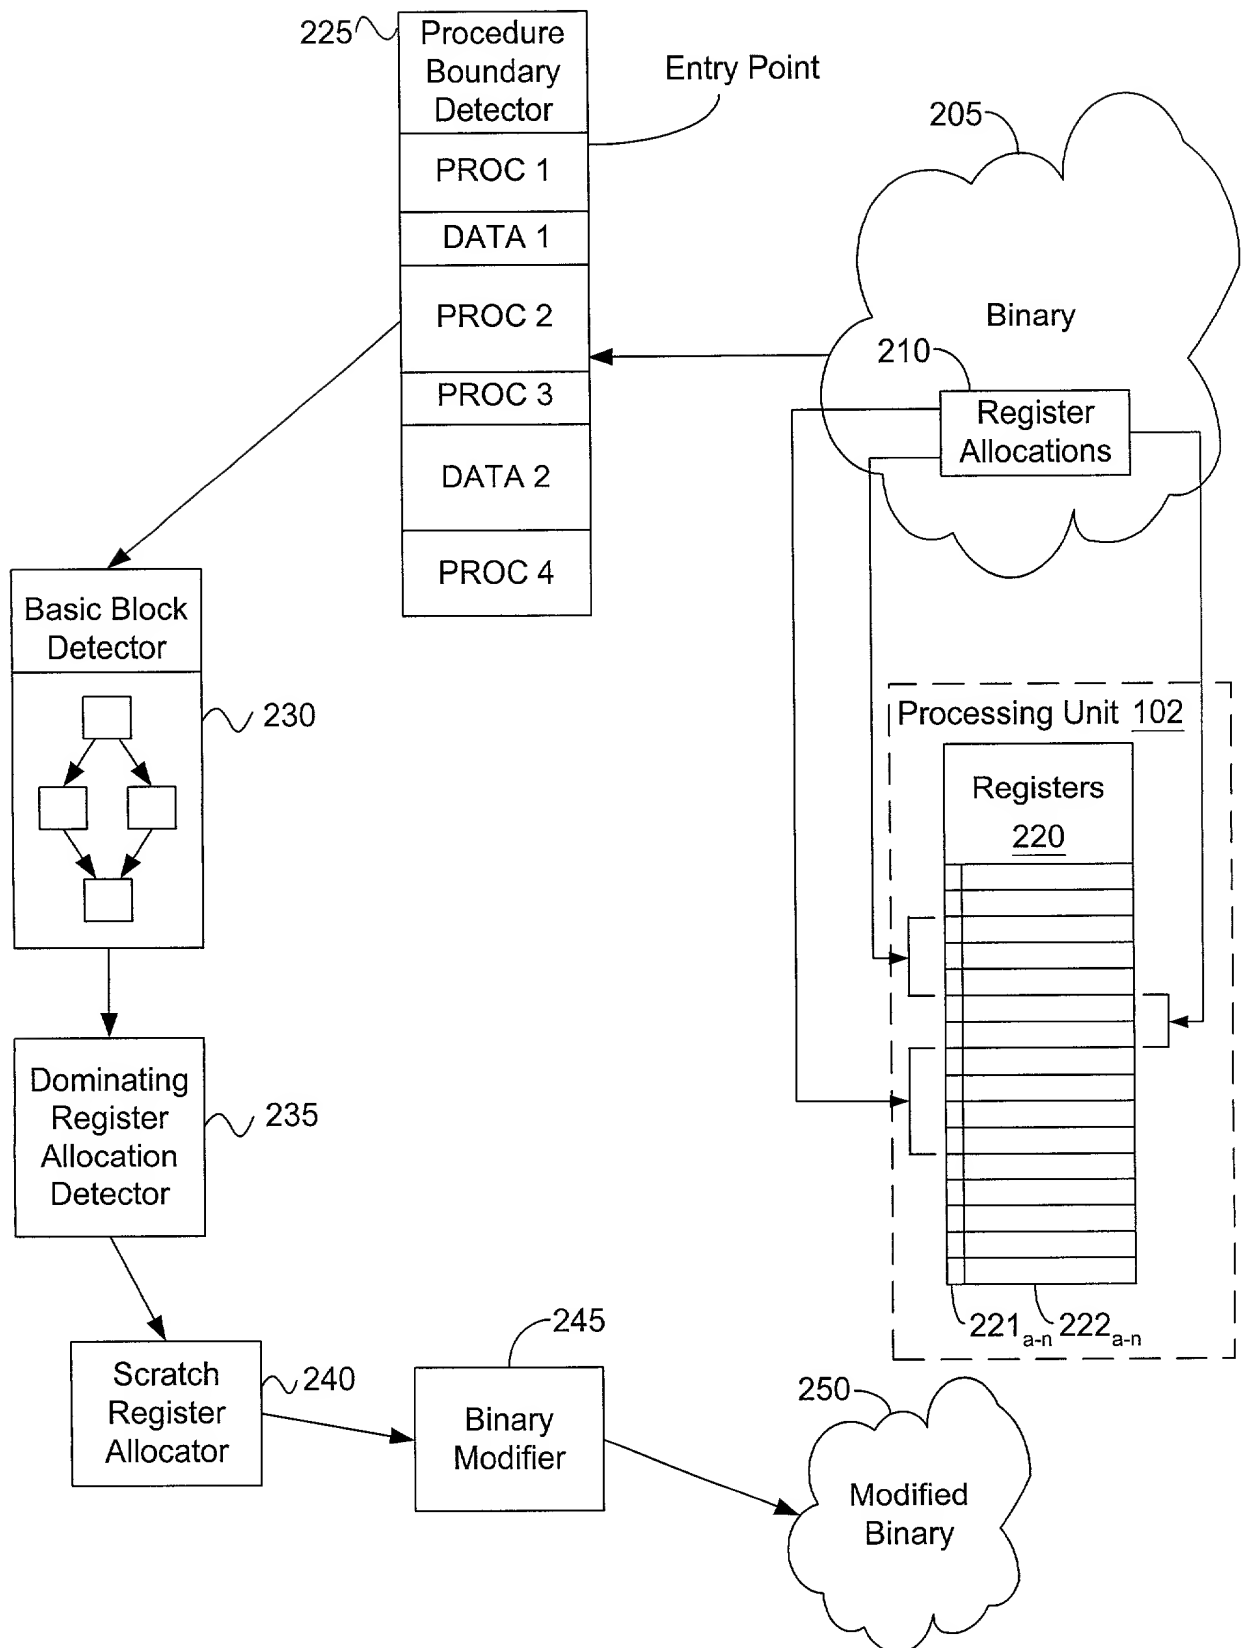 225
Procedure
Boundary
Detector
Entry Point
PROC 1
DATA 1
PROC 2
PROC 3
DATA 2
PROC 4
205
Binary
210
Register
Allocations
Basic Block
Detector
230
Processing Unit 102
Registers
220
221a-n
222a-n
Dominating
Register
Allocation
Detector
235
Scratch
Register
Allocator
240
245
Binary
Modifier
250
Modified
Binary